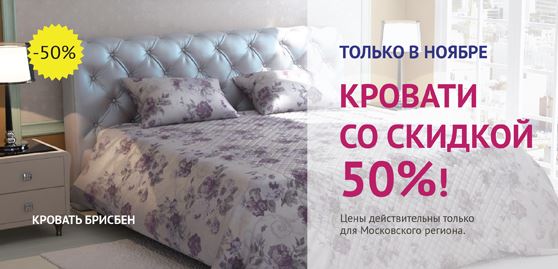 -50%
ТОЛЬКО В НОЯБРЕ
КРОВАТИ
СО СКИДКОЙ
50%!
Цены действительны только
для Московского региона.
КРОВАТЬ БРИСБЕН